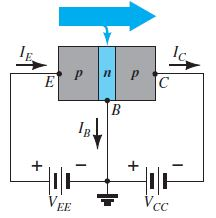 I_E I_C
E p n p C
B
I_B
+ − + −
V_EE V_CC